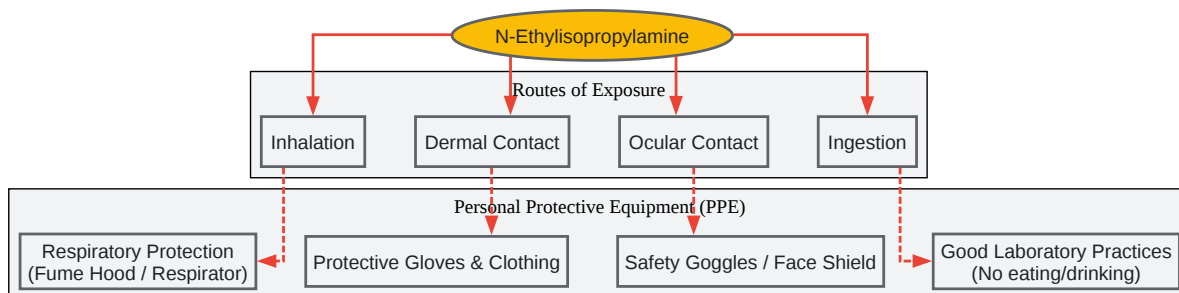 N-Ethylisopropylamine
Routes of Exposure
Inhalation
Dermal Contact
Ocular Contact
Ingestion
Personal Protective Equipment (PPE)
Respiratory Protection
(Fume Hood / Respirator)
Protective Gloves & Clothing
Safety Goggles / Face Shield
Good Laboratory Practices
(No eating/drinking)